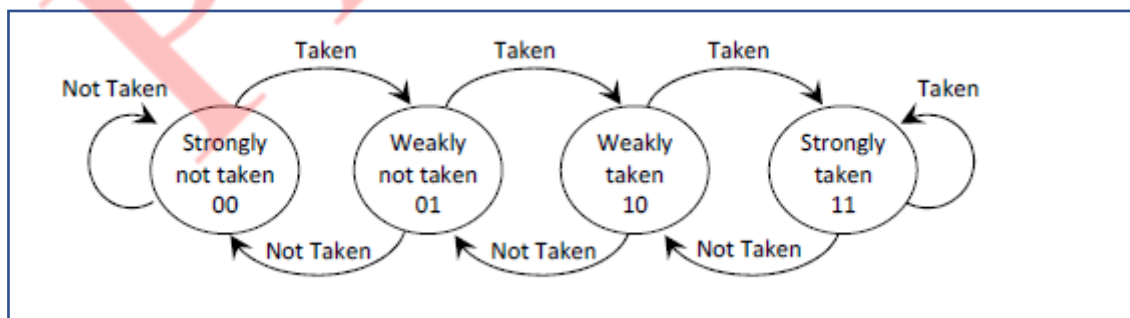 Taken
Taken
Taken
Not Taken
Taken
Strongly
not taken
00
Weakly
not taken
01
Weakly
taken
10
Strongly
taken
11
Not Taken
Not Taken
Not Taken